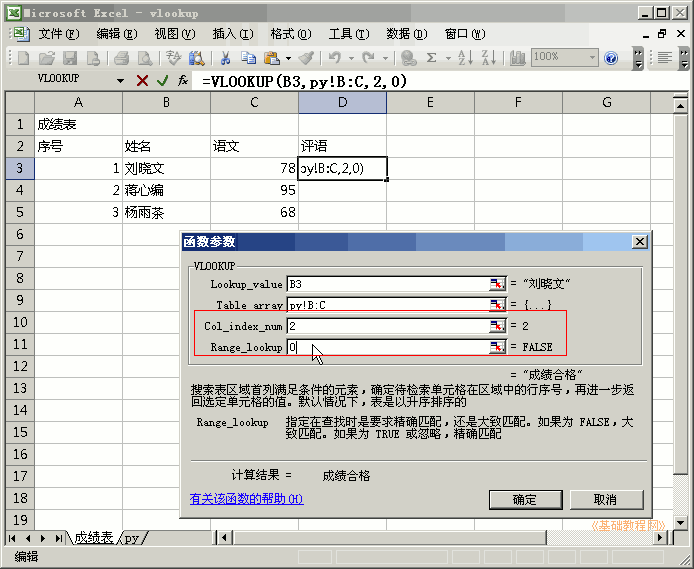 Microsoft Excel - vlookup
文件(F) 编辑(E) 视图(V) 插入(I) 格式(O) 工具(T) 数据(D) 窗口(W)
100%
VLOOKUP =VLOOKUP(B3,py!B:C,2,0)
A B C D E F G
1 成绩表
2 序号 姓名 语文 评语
3 1 刘晓文 78 py!B:C,2,0)
4 2 蒋心编 95
5 3 杨雨茶 68
6
7
8
9
10
11
12
13
14
15
16
17
18
19
函数参数
VLOOKUP
Lookup_value B3 = "刘晓文"
Table_array py!B:C = {...}
Col_index_num 2 = 2
Range_lookup 0 = FALSE
= "成绩合格"
搜索表区域首列满足条件的元素，确定待检索单元格在区域中的行序号，再进一步返
回选定单元格的值。默认情况下，表是以升序排序的
Range_lookup 指定在查找时是要求精确匹配，还是大致匹配。如果为 FALSE，大
致匹配。如果为 TRUE 或忽略，精确匹配
计算结果 = 成绩合格
有关该函数的帮助(H)
确定 取消
《基础教程网》
成绩表 py
编辑